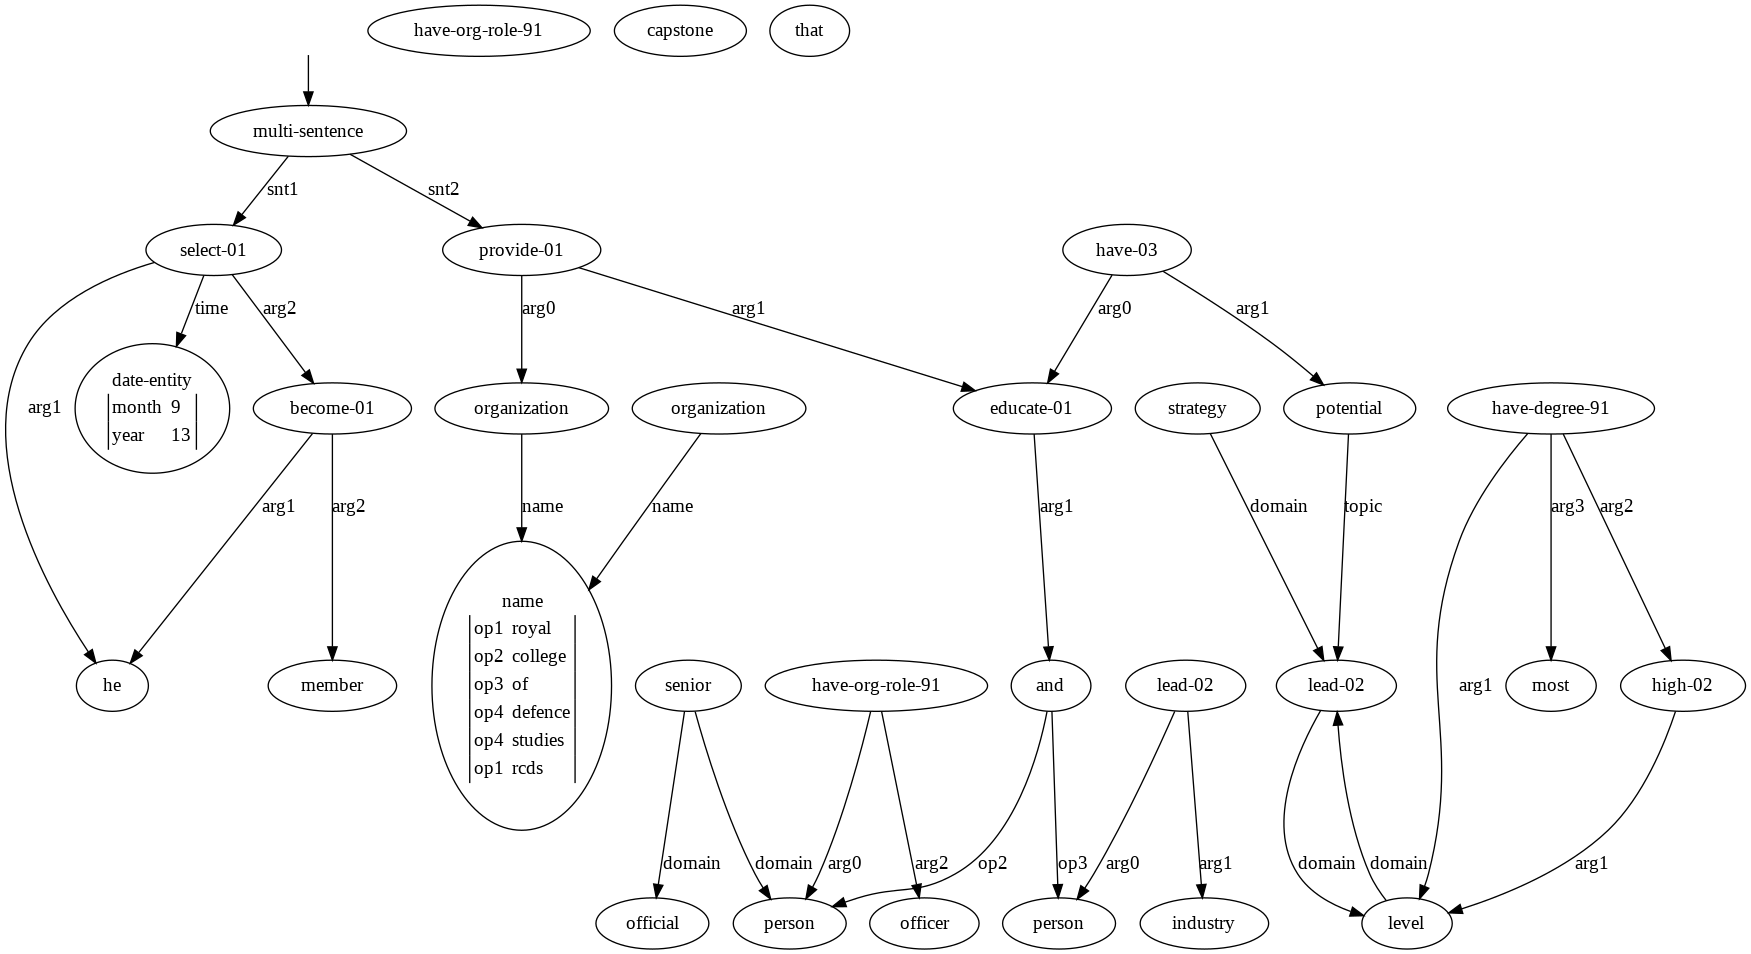 have-org-role-91 capstone that
multi-sentence
snt1 snt2
select-01 provide-01 have-03
time arg2 arg0 arg1 arg0 arg1
date-entity
month 9
year 13
arg1 become-01 organization organization educate-01 strategy potential have-degree-91
arg1 arg2 name name arg1 domain topic arg3 arg2
name
op1 royal
op2 college
op3 of
op4 defence
op4 studies
op1 rcds
he member senior have-org-role-91 and lead-02 lead-02 arg1 most high-02
domain domain arg0 arg2 op2 op3 arg0 arg1 domain domain arg1
official person officer person industry level